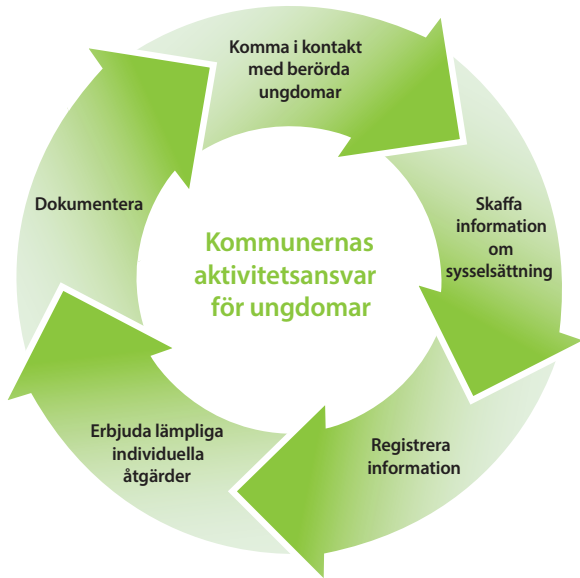 Komma i kontakt
med berörda
ungdomar
Skaffa
information
om
sysselsättning
Registrera
information
Erbjuda lämpliga
individuella
åtgärder
Dokumentera
Kommunernas
aktivitetsansvar
för ungdomar